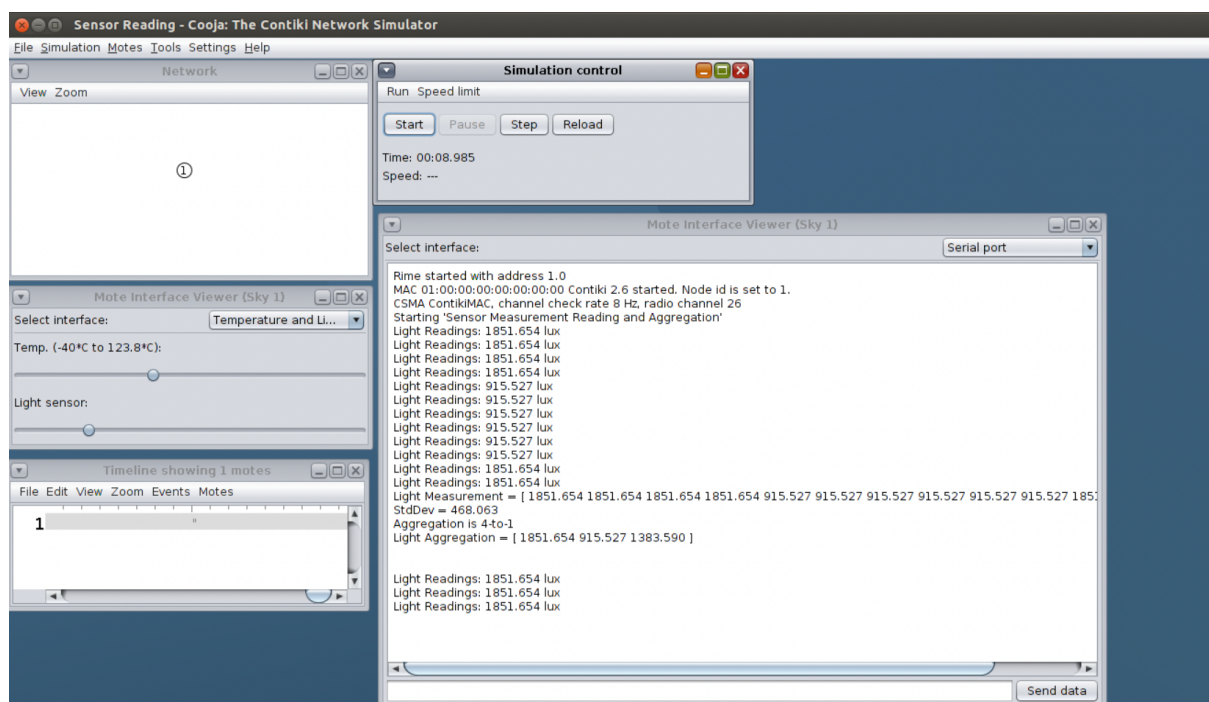 Sensor Reading - Cooja: The Contiki Network Simulator
File Simulation Motes Tools Settings Help
Network
View Zoom
1
Simulation control
Run Speed limit
Start Pause Step Reload
Time: 00:08.985
Speed: ---
Mote Interface Viewer (Sky 1)
Select interface: Temperature and Li...
Temp. (-40*C to 123.8*C):
Light sensor:
Timeline showing 1 motes
File Edit View Zoom Events Motes
1
Mote Interface Viewer (Sky 1)
Select interface: Serial port
Rime started with address 1.0
MAC 01:00:00:00:00:00:00:00 Contiki 2.6 started. Node id is set to 1.
CSMA ContikiMAC, channel check rate 8 Hz, radio channel 26
Starting 'Sensor Measurement Reading and Aggregation'
Light Readings: 1851.654 lux
Light Readings: 1851.654 lux
Light Readings: 1851.654 lux
Light Readings: 1851.654 lux
Light Readings: 915.527 lux
Light Readings: 915.527 lux
Light Readings: 915.527 lux
Light Readings: 915.527 lux
Light Readings: 915.527 lux
Light Readings: 915.527 lux
Light Readings: 1851.654 lux
Light Readings: 1851.654 lux
Light Measurement = [ 1851.654 1851.654 1851.654 1851.654 915.527 915.527 915.527 915.527 915.527 915.527 185
StdDev = 468.063
Aggregation is 4-to-1
Light Aggregation = [ 1851.654 915.527 1383.590 ]
Light Readings: 1851.654 lux
Light Readings: 1851.654 lux
Light Readings: 1851.654 lux
Send data